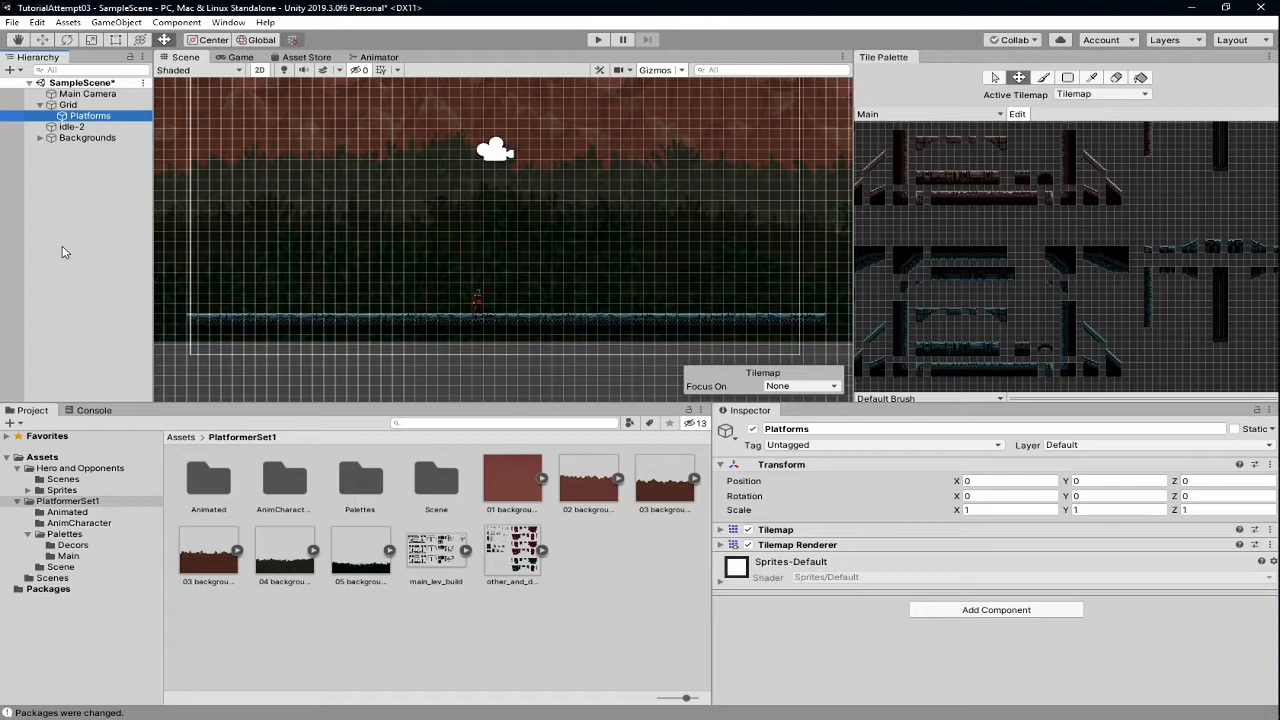 TutorialAttempt03 - SampleScene - PC, Mac & Linux Standalone - Unity 2019.3.0f6 Personal* <DX11>
File Edit Assets GameObject Component Window Help
Center Global Collab Account Layers Layout
Hierarchy Scene Game Asset Store Animator Tile Palette
All Shaded 2D 0 Gizmos All
SampleScene*
Main Camera
Grid
Platforms
idle-2
Backgrounds
Active Tilemap Tilemap
Main Edit
Tilemap
Focus On None
Default Brush
Project Console
13
Favorites
Assets
Hero and Opponents
Scenes
Sprites
PlatformerSet1
Animated
AnimCharacter
Palettes
Decors
Main
Scene
Scenes
Packages
Assets > PlatformerSet1
Animated AnimCharact... Palettes Scene 01 backgrou... 02 backgrou... 03 backgrou...
03 backgrou... 04 backgrou... 05 backgrou... main_lev_build other_and_d...
Inspector
Platforms Static
Tag Untagged Layer Default
Transform
Position X 0 Y 0 Z 0
Rotation X 0 Y 0 Z 0
Scale X 1 Y 1 Z 1
Tilemap
Tilemap Renderer
Sprites-Default
Shader Sprites/Default
Add Component
Packages were changed.